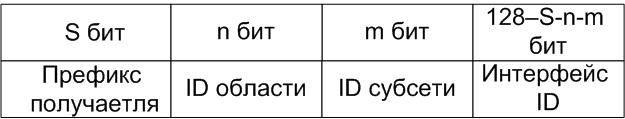 S бит
n бит
m бит
128–S-n-m
бит
Префикс
получаетля
ID области
ID субсети
Интерфейс
ID